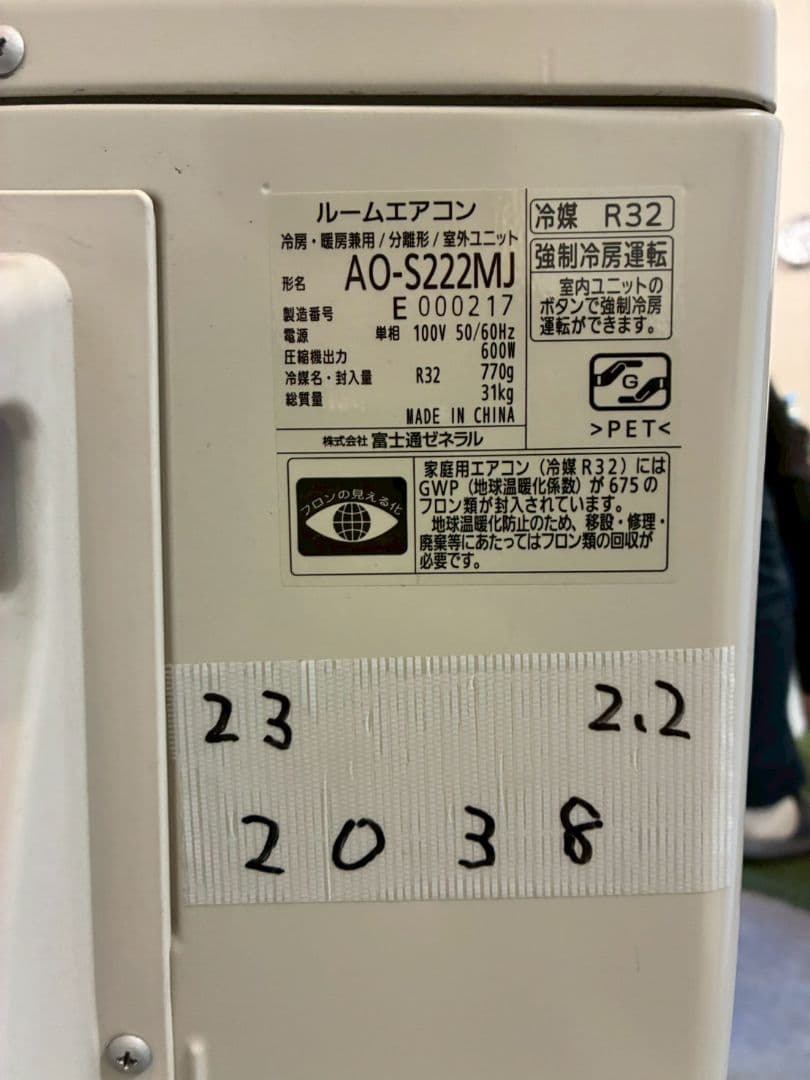 ルームエアコン
冷房・暖房兼用/分離形/室外ユニット
形名 AO-S222MJ
製造番号 E 000217
電源 単相 100V 50/60Hz
圧縮機出力 600W
冷媒名・封入量 R32 770g
総質量 31kg
MADE IN CHINA
株式会社 富士通ゼネラル
冷媒 R32
強制冷房運転
室内ユニットの
ボタンで強制冷房
運転ができます。
G
>PET<
フロンの見える化
家庭用エアコン(冷媒R32)には
GWP(地球温暖化係数)が675の
フロン類が封入されています。
地球温暖化防止のため、移設・修理・
廃棄等にあたってはフロン類の回収が
必要です。
23 2.2
2038